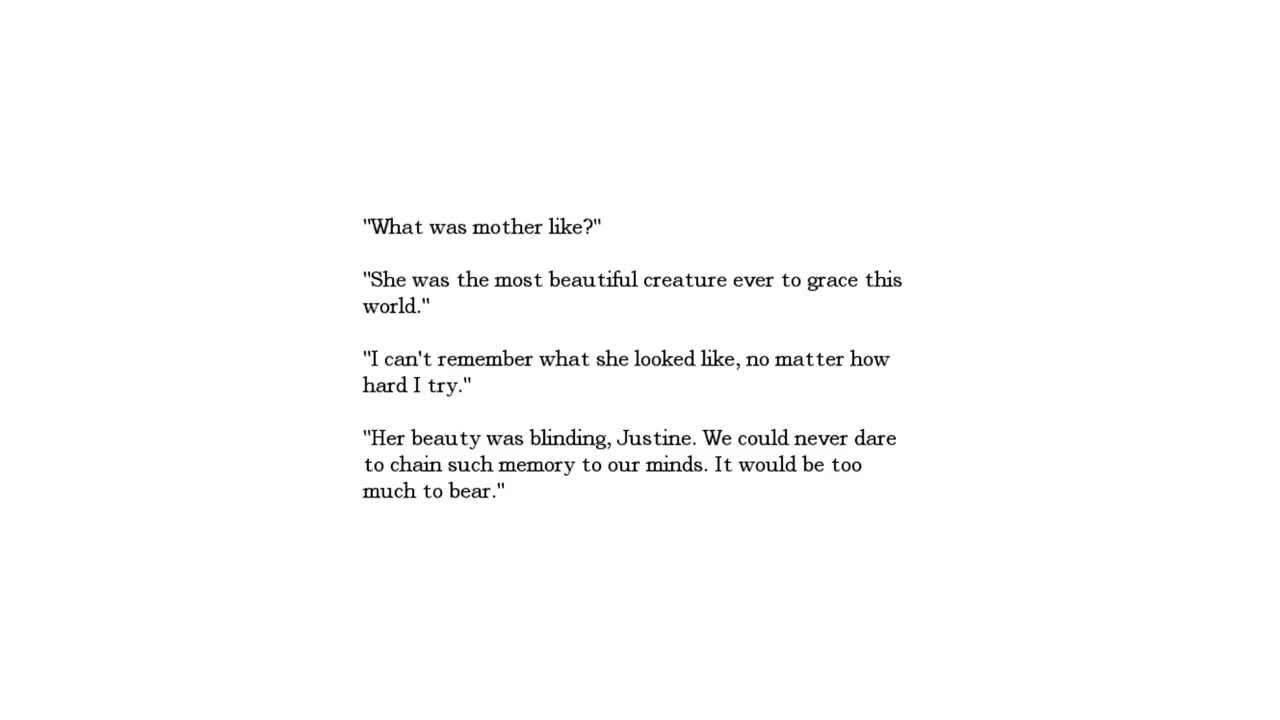 "What was mother like?"
"She was the most beautiful creature ever to grace this
world."
"I can't remember what she looked like, no matter how
hard I try."
"Her beauty was blinding, Justine. We could never dare
to chain such memory to our minds. It would be too
much to bear."